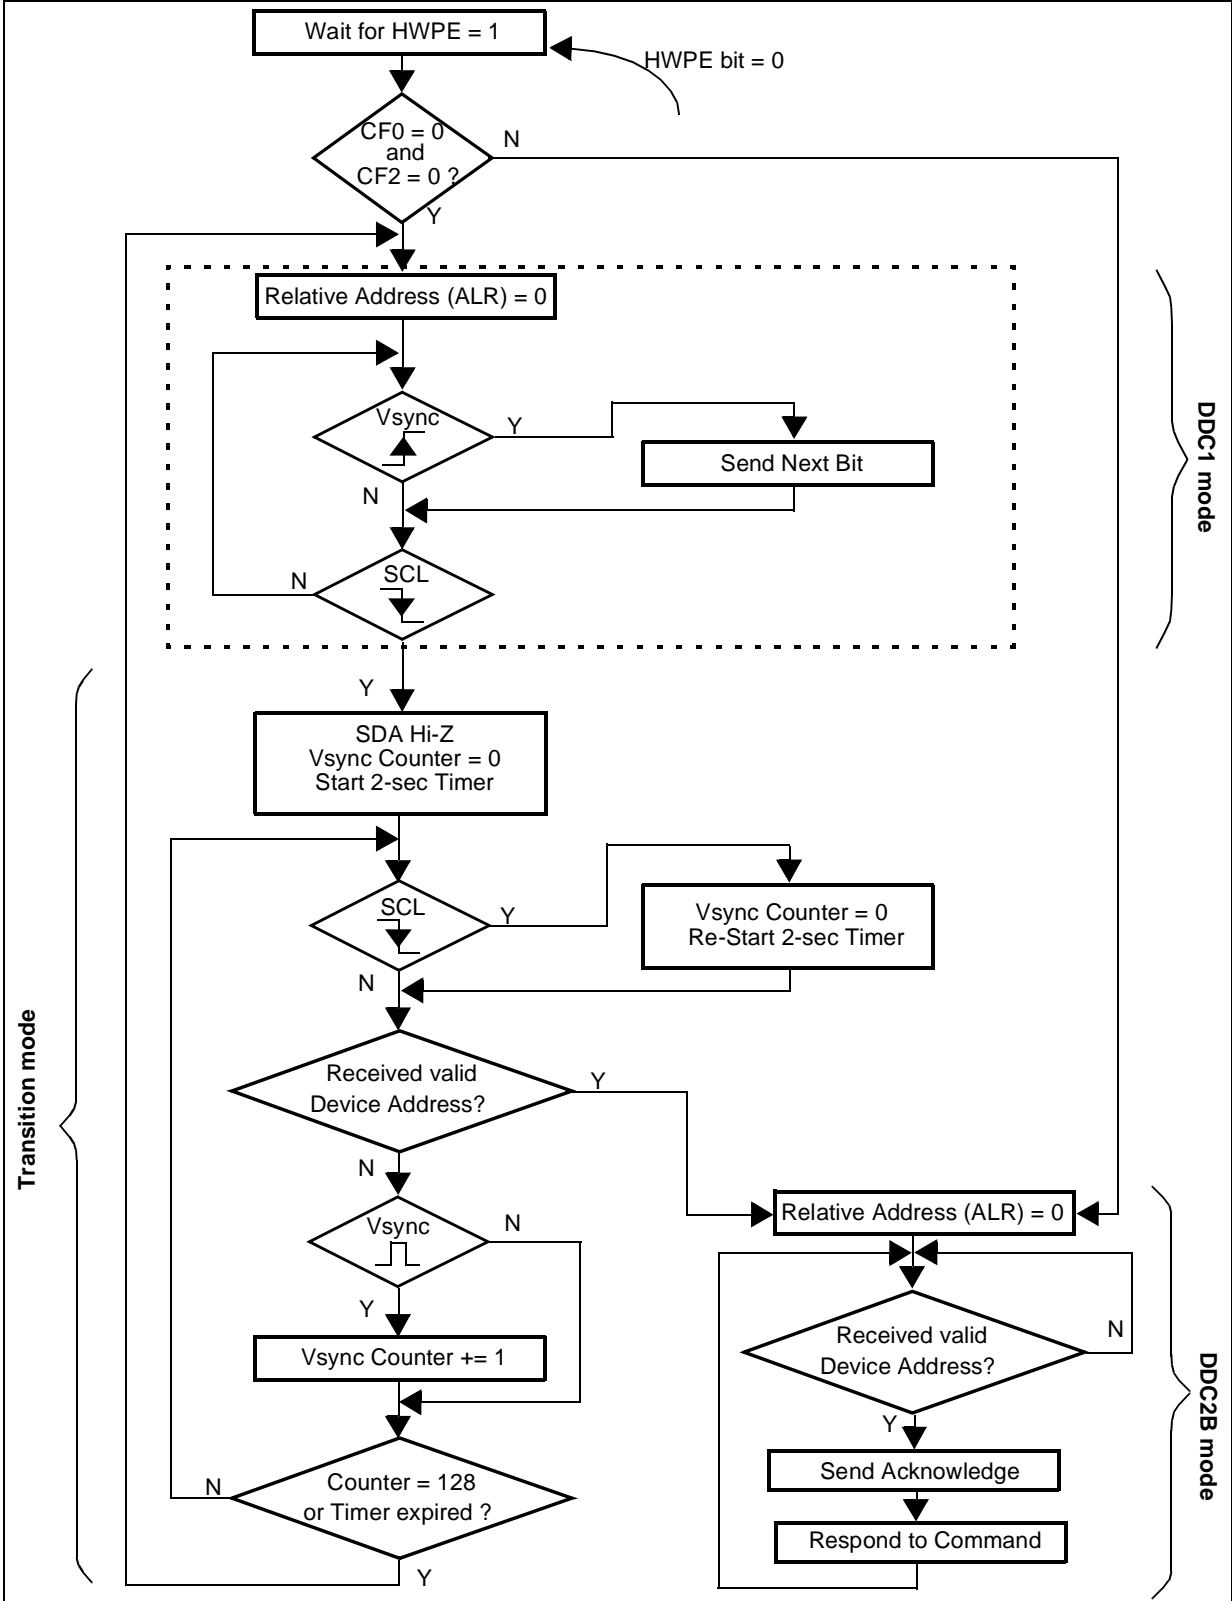 Wait for HWPE = 1
HWPE bit = 0
CF0 = 0
and
CF2 = 0 ?
N
Y
Relative Address (ALR) = 0
Vsync
Y
Send Next Bit
N
SCL
N
DDC1 mode
Y
SDA Hi-Z
Vsync Counter = 0
Start 2-sec Timer
SCL
Y
Vsync Counter = 0
Re-Start 2-sec Timer
N
Received valid
Device Address?
Y
N
Transition mode
Vsync
N
Y
Vsync Counter += 1
Counter = 128
or Timer expired ?
N
Y
Relative Address (ALR) = 0
Received valid
Device Address?
N
Y
Send Acknowledge
Respond to Command
DDC2B mode